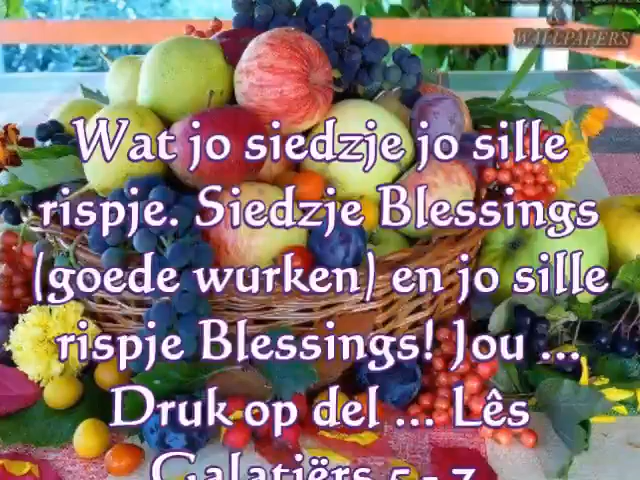 WALLPAPERS
Wat jo siedzje jo sille
rispje. Siedzje Blessings
(goede wurken) en jo sille
rispje Blessings! Jou ...
Druk op del ... Lês
Galatiërs 5 - 7